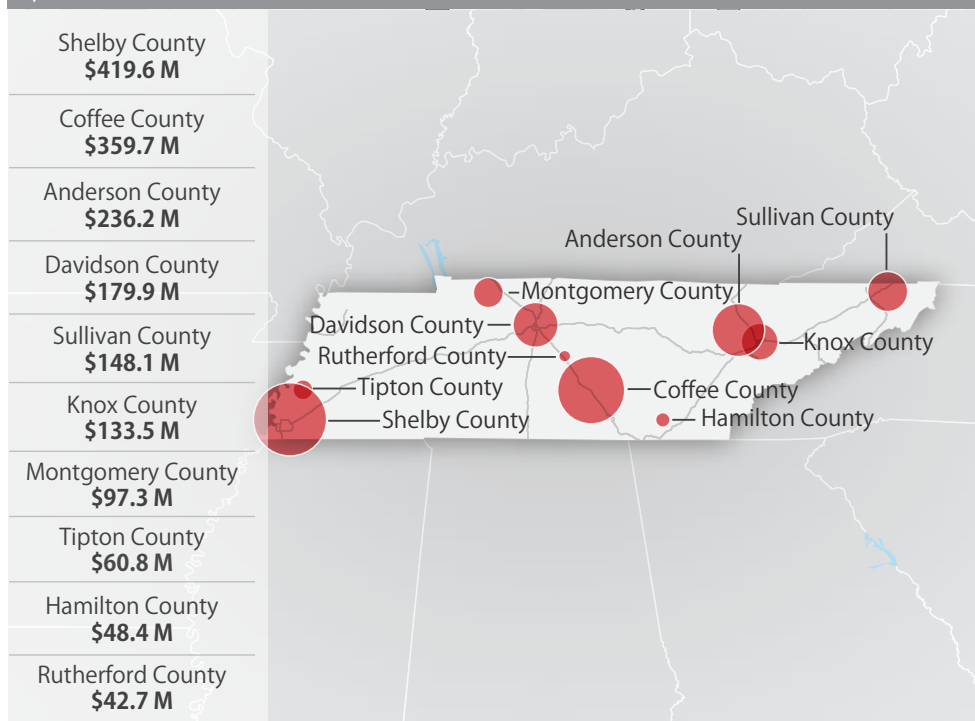 Shelby County
$419.6 M
Coffee County
$359.7 M
Anderson County
$236.2 M
Davidson County
$179.9 M
Sullivan County
$148.1 M
Knox County
$133.5 M
Montgomery County
$97.3 M
Tipton County
$60.8 M
Hamilton County
$48.4 M
Rutherford County
$42.7 M
Sullivan County
Anderson County
Montgomery County
Davidson County
Knox County
Rutherford County
Tipton County
Coffee County
Shelby County
Hamilton County